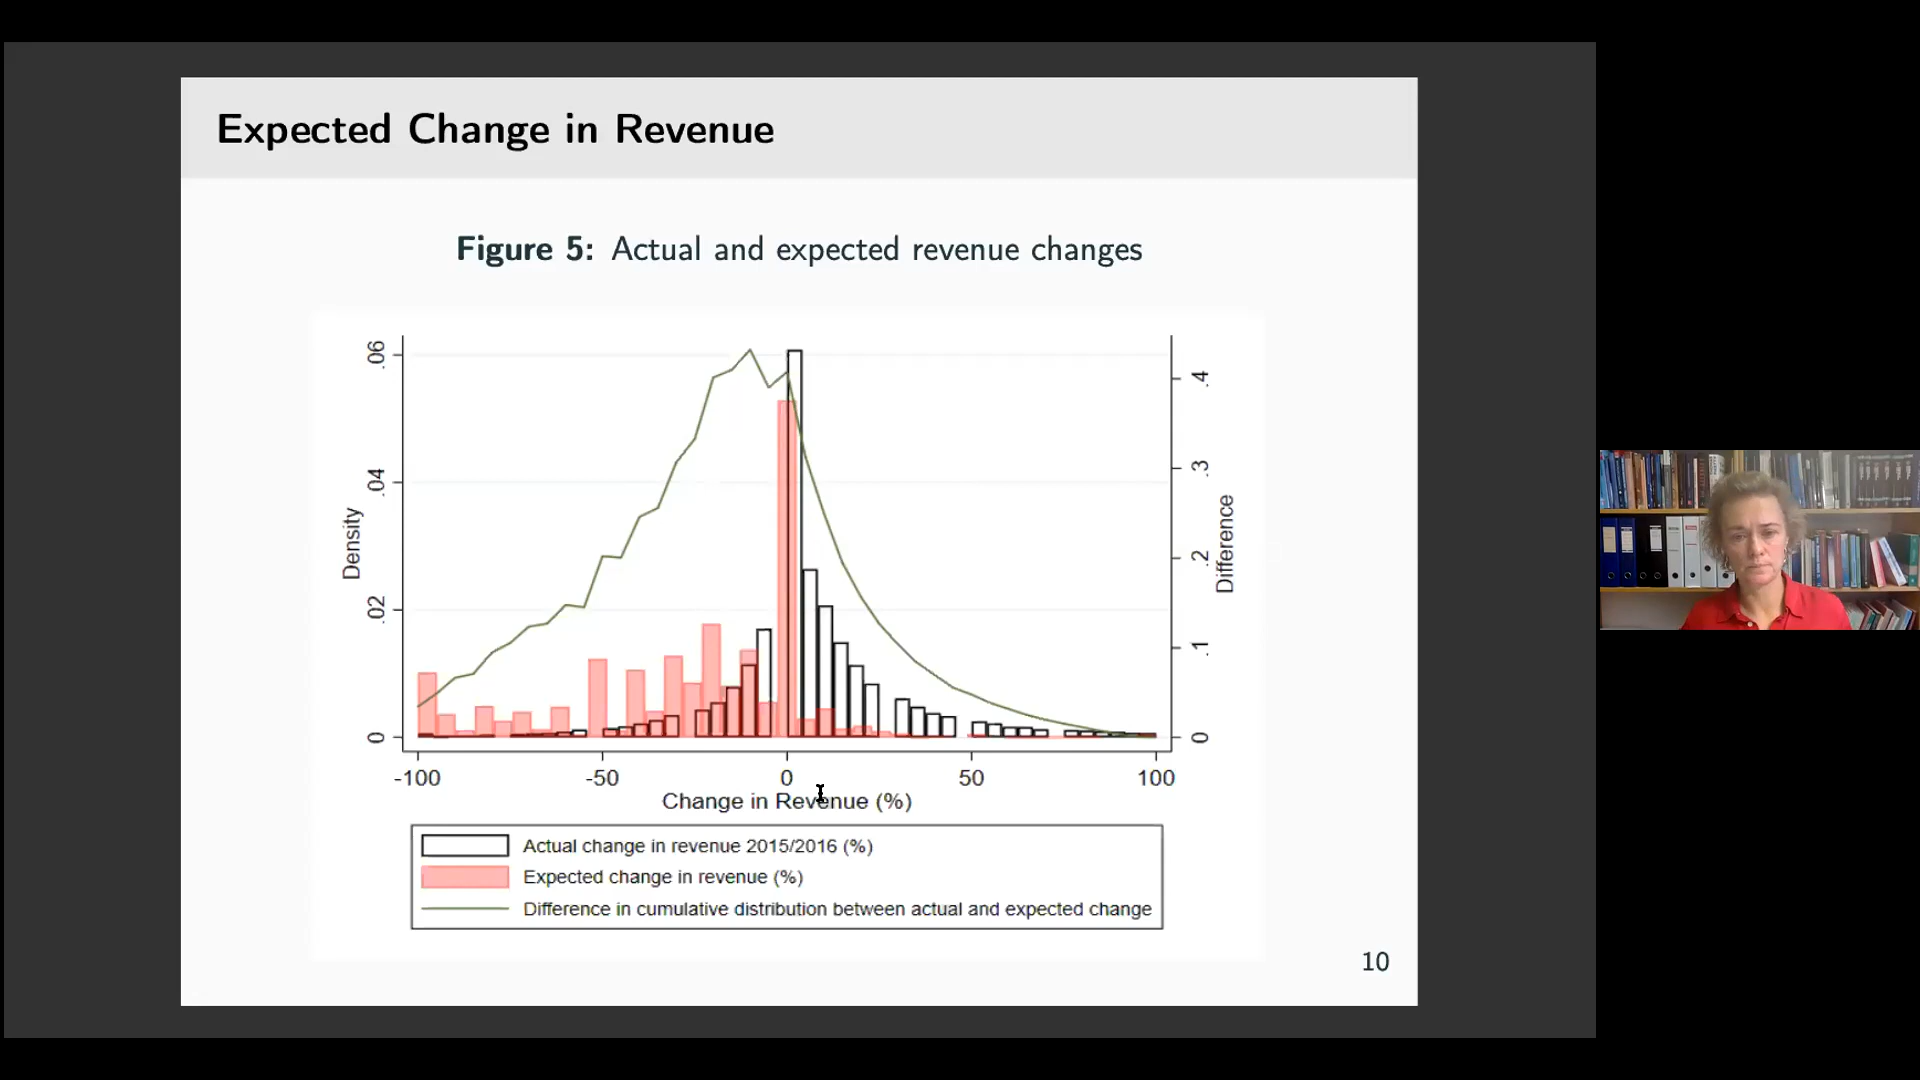 Expected Change in Revenue
Figure 5: Actual and expected revenue changes
.06
.04
.02
0
Density
.4
.3
.2
.1
0
Difference
-100
-50
0
50
100
Change in Revenue (%)
Actual change in revenue 2015/2016 (%)
Expected change in revenue (%)
Difference in cumulative distribution between actual and expected change
10